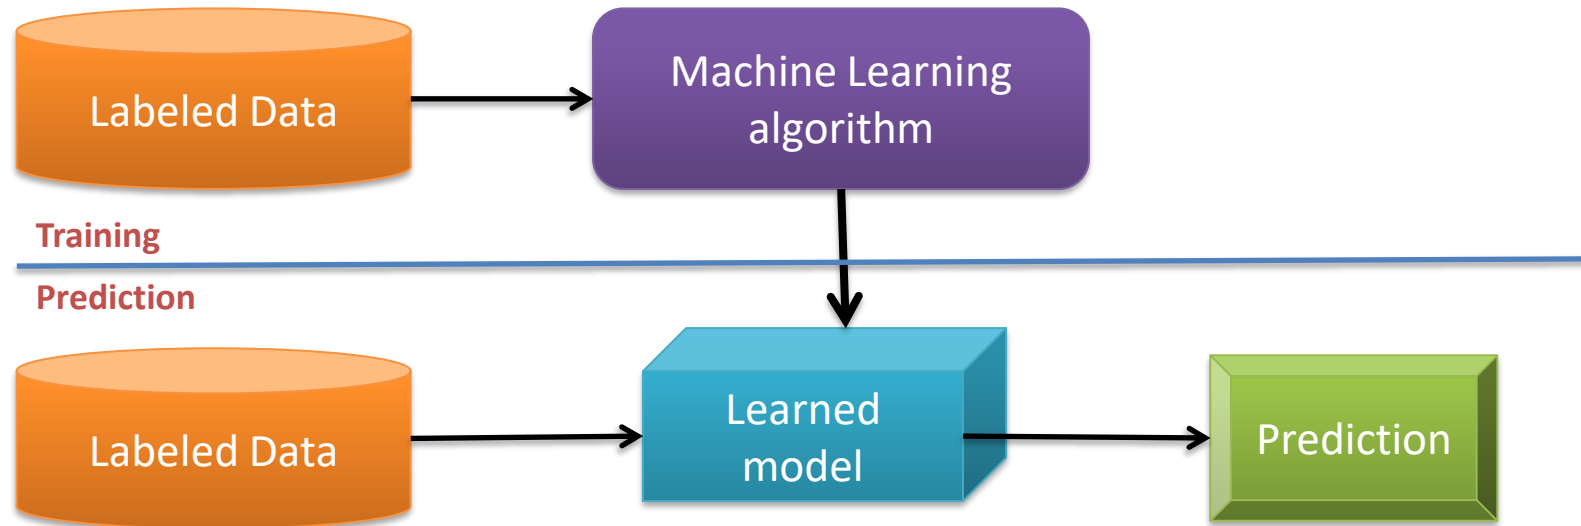 Labeled Data
Machine Learning
algorithm
Training
Prediction
Labeled Data
Learned
model
Prediction